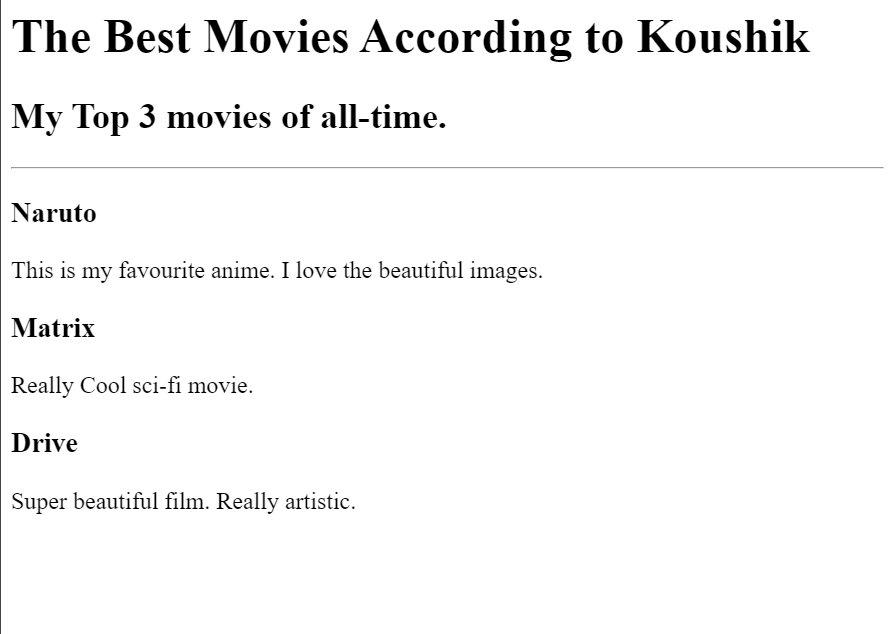 The Best Movies According to Koushik
My Top 3 movies of all-time.
Naruto
This is my favourite anime. I love the beautiful images.
Matrix
Really Cool sci-fi movie.
Drive
Super beautiful film. Really artistic.